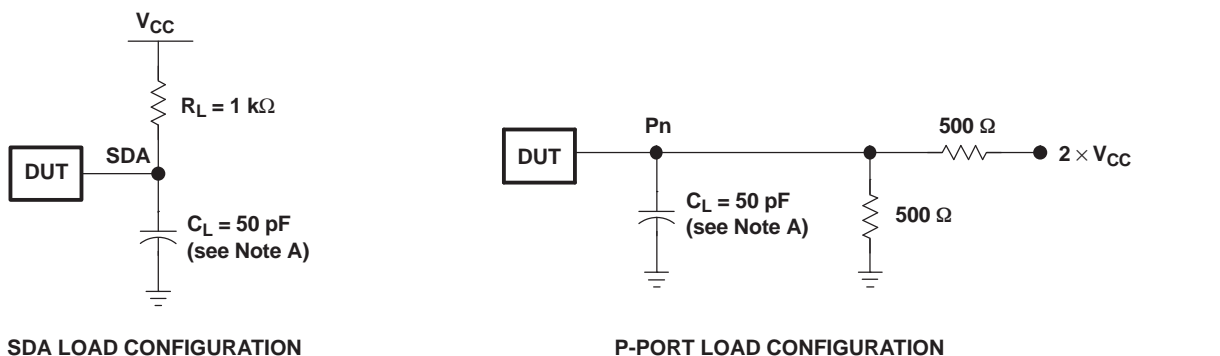 VCC
RL = 1 kΩ
SDA
DUT
CL = 50 pF
(see Note A)
SDA LOAD CONFIGURATION
Pn
DUT
500 Ω
2 × VCC
CL = 50 pF
(see Note A)
500 Ω
P-PORT LOAD CONFIGURATION